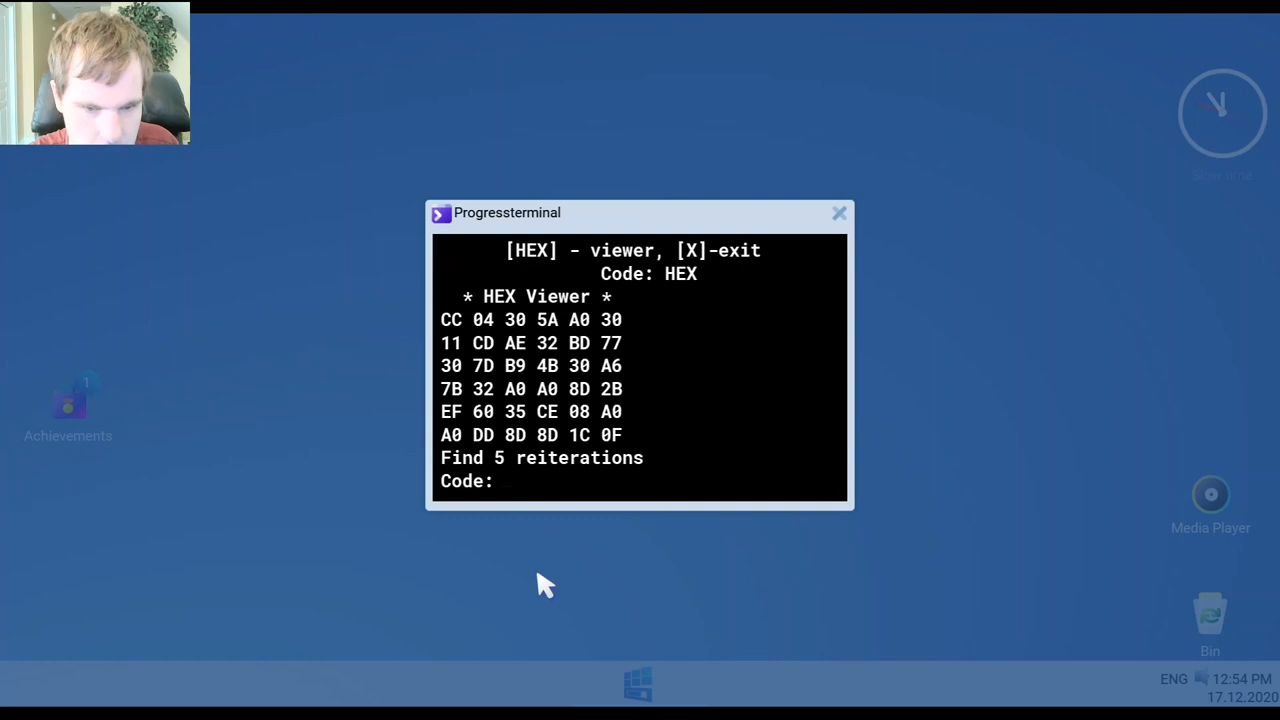 Progressterminal
[HEX] - viewer, [X]-exit
Code: HEX
* HEX Viewer *
CC 04 30 5A A0 30
11 CD AE 32 BD 77
30 7D B9 4B 30 A6
7B 32 A0 A0 8D 2B
EF 60 35 CE 08 A0
A0 DD 8D 8D 1C 0F
Find 5 reiterations
Code:
Slow time
1
Achievements
Media Player
Bin
ENG 12:54 PM
17.12.2020